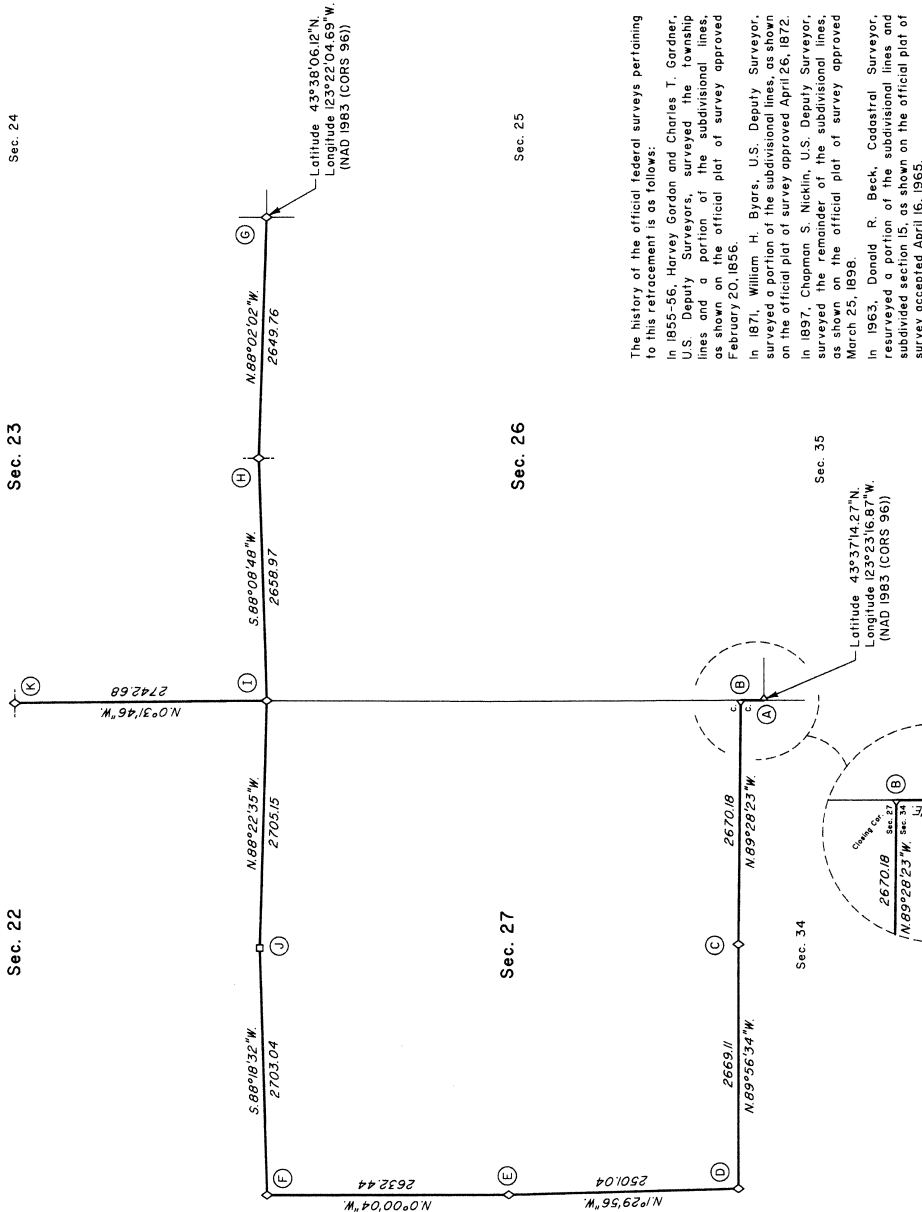 Sec. 24
Latitude 43°38'06.12"N.
Longitude 123°22'04.69"W.
(NAD 1983 (CORS 96))
Sec. 23
G
N.88°02'02"W.
2649.76
H
S.88°08'48"W.
2658.97
I
K
N.0°31'46"W.
2742.68
Sec. 22
N.88°22'35"W.
2705.15
J
S.88°18'32"W.
2703.04
F
Sec. 25
Sec. 26
Sec. 27
N.0°00'04"W.
2632.44
E
N.1°29'56"W.
2501.04
D
2669.11
N.89°56'34"W.
C
2670.18
N.89°28'23"W.
C.
C.
B
A
Sec. 34
Sec. 35
Latitude 43°37'14.27"N.
Longitude 123°23'16.87"W.
(NAD 1983 (CORS 96))
Closing Cor.
2670.18
N.89°28'23"W.
Sec. 27
Sec. 34
B
The history of the official federal surveys pertaining
to this retracement is as follows:
In 1855-56, Harvey Gordon and Charles T. Gardner,
U.S. Deputy Surveyors, surveyed the township
lines and a portion of the subdivisional lines,
as shown on the official plat of survey approved
February 20, 1856.
In 1871, William H. Byars, U.S. Deputy Surveyor,
surveyed a portion of the subdivisional lines, as shown
on the official plat of survey approved April 26, 1872.
In 1897, Chapman S. Nicklin, U.S. Deputy Surveyor,
surveyed the remainder of the subdivisional lines,
as shown on the official plat of survey approved
March 25, 1898.
In 1963, Donald R. Beck, Cadastral Surveyor,
resurveyed a portion of the subdivisional lines and
subdivided section 15, as shown on the official plat of
survey accepted April 16, 1965.